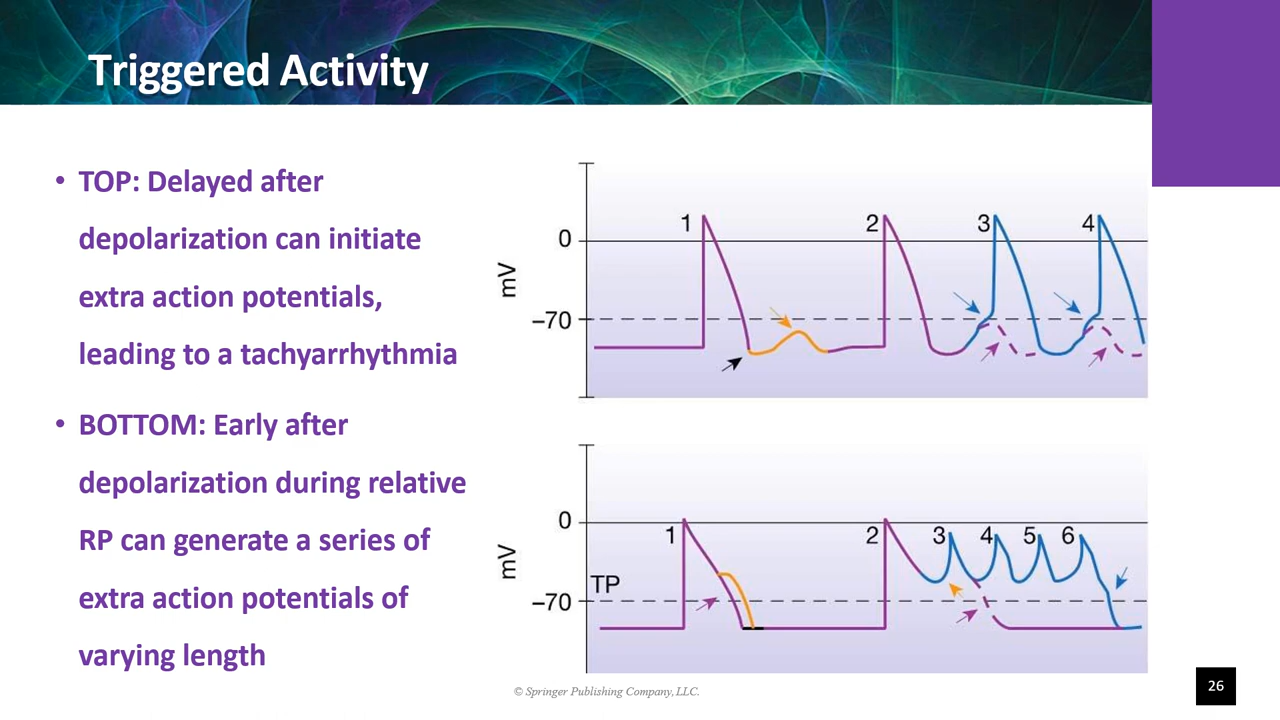 Triggered Activity
• TOP: Delayed after
depolarization can initiate
extra action potentials,
leading to a tachyarrhythmia
• BOTTOM: Early after
depolarization during relative
RP can generate a series of
extra action potentials of
varying length
1 2 3 4
0
mV
–70
1 2 3 4 5 6
0
mV
TP
–70
© Springer Publishing Company, LLC.
26